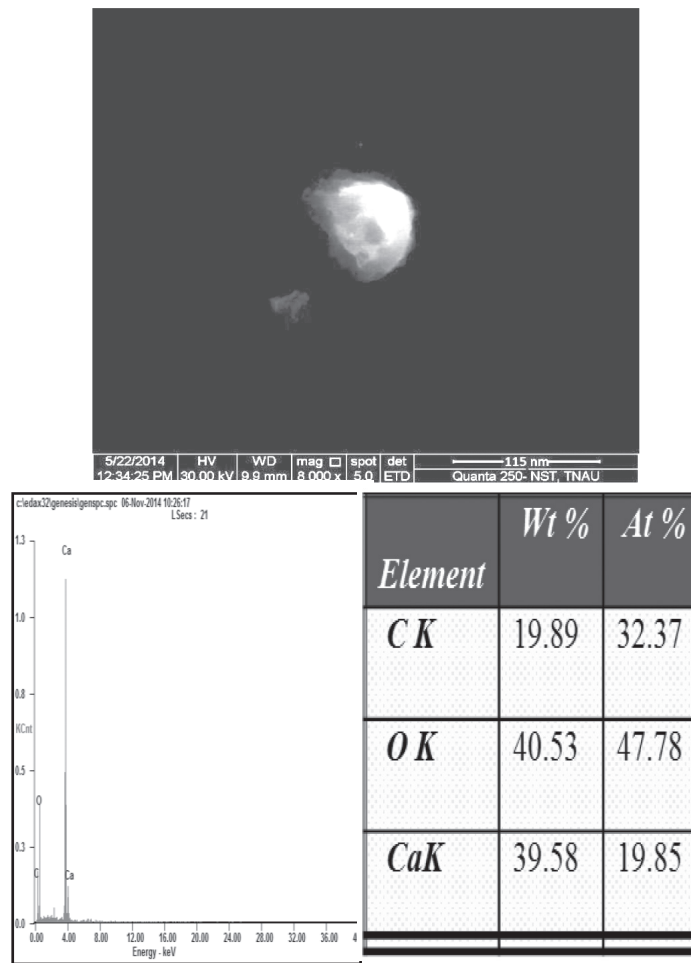 5/22/2014 HV WD mag spot det 115 nm
12:34:25 PM 30.00 kV 9.9 mm 8,000 x 5.0 ETD Quanta 250- NST, TNAU
c:\edax32\genesis\genspc.spc 06-Nov-2014 10:26:17
LSecs : 21
1.3
Ca
1.0
0.8
KCnt
0.5
O
0.3
C
Ca
0.0
0.00 4.00 8.00 12.00 16.00 20.00 24.00 28.00 32.00 36.00 4
Energy - keV
Element Wt % At %
C K 19.89 32.37
O K 40.53 47.78
CaK 39.58 19.85